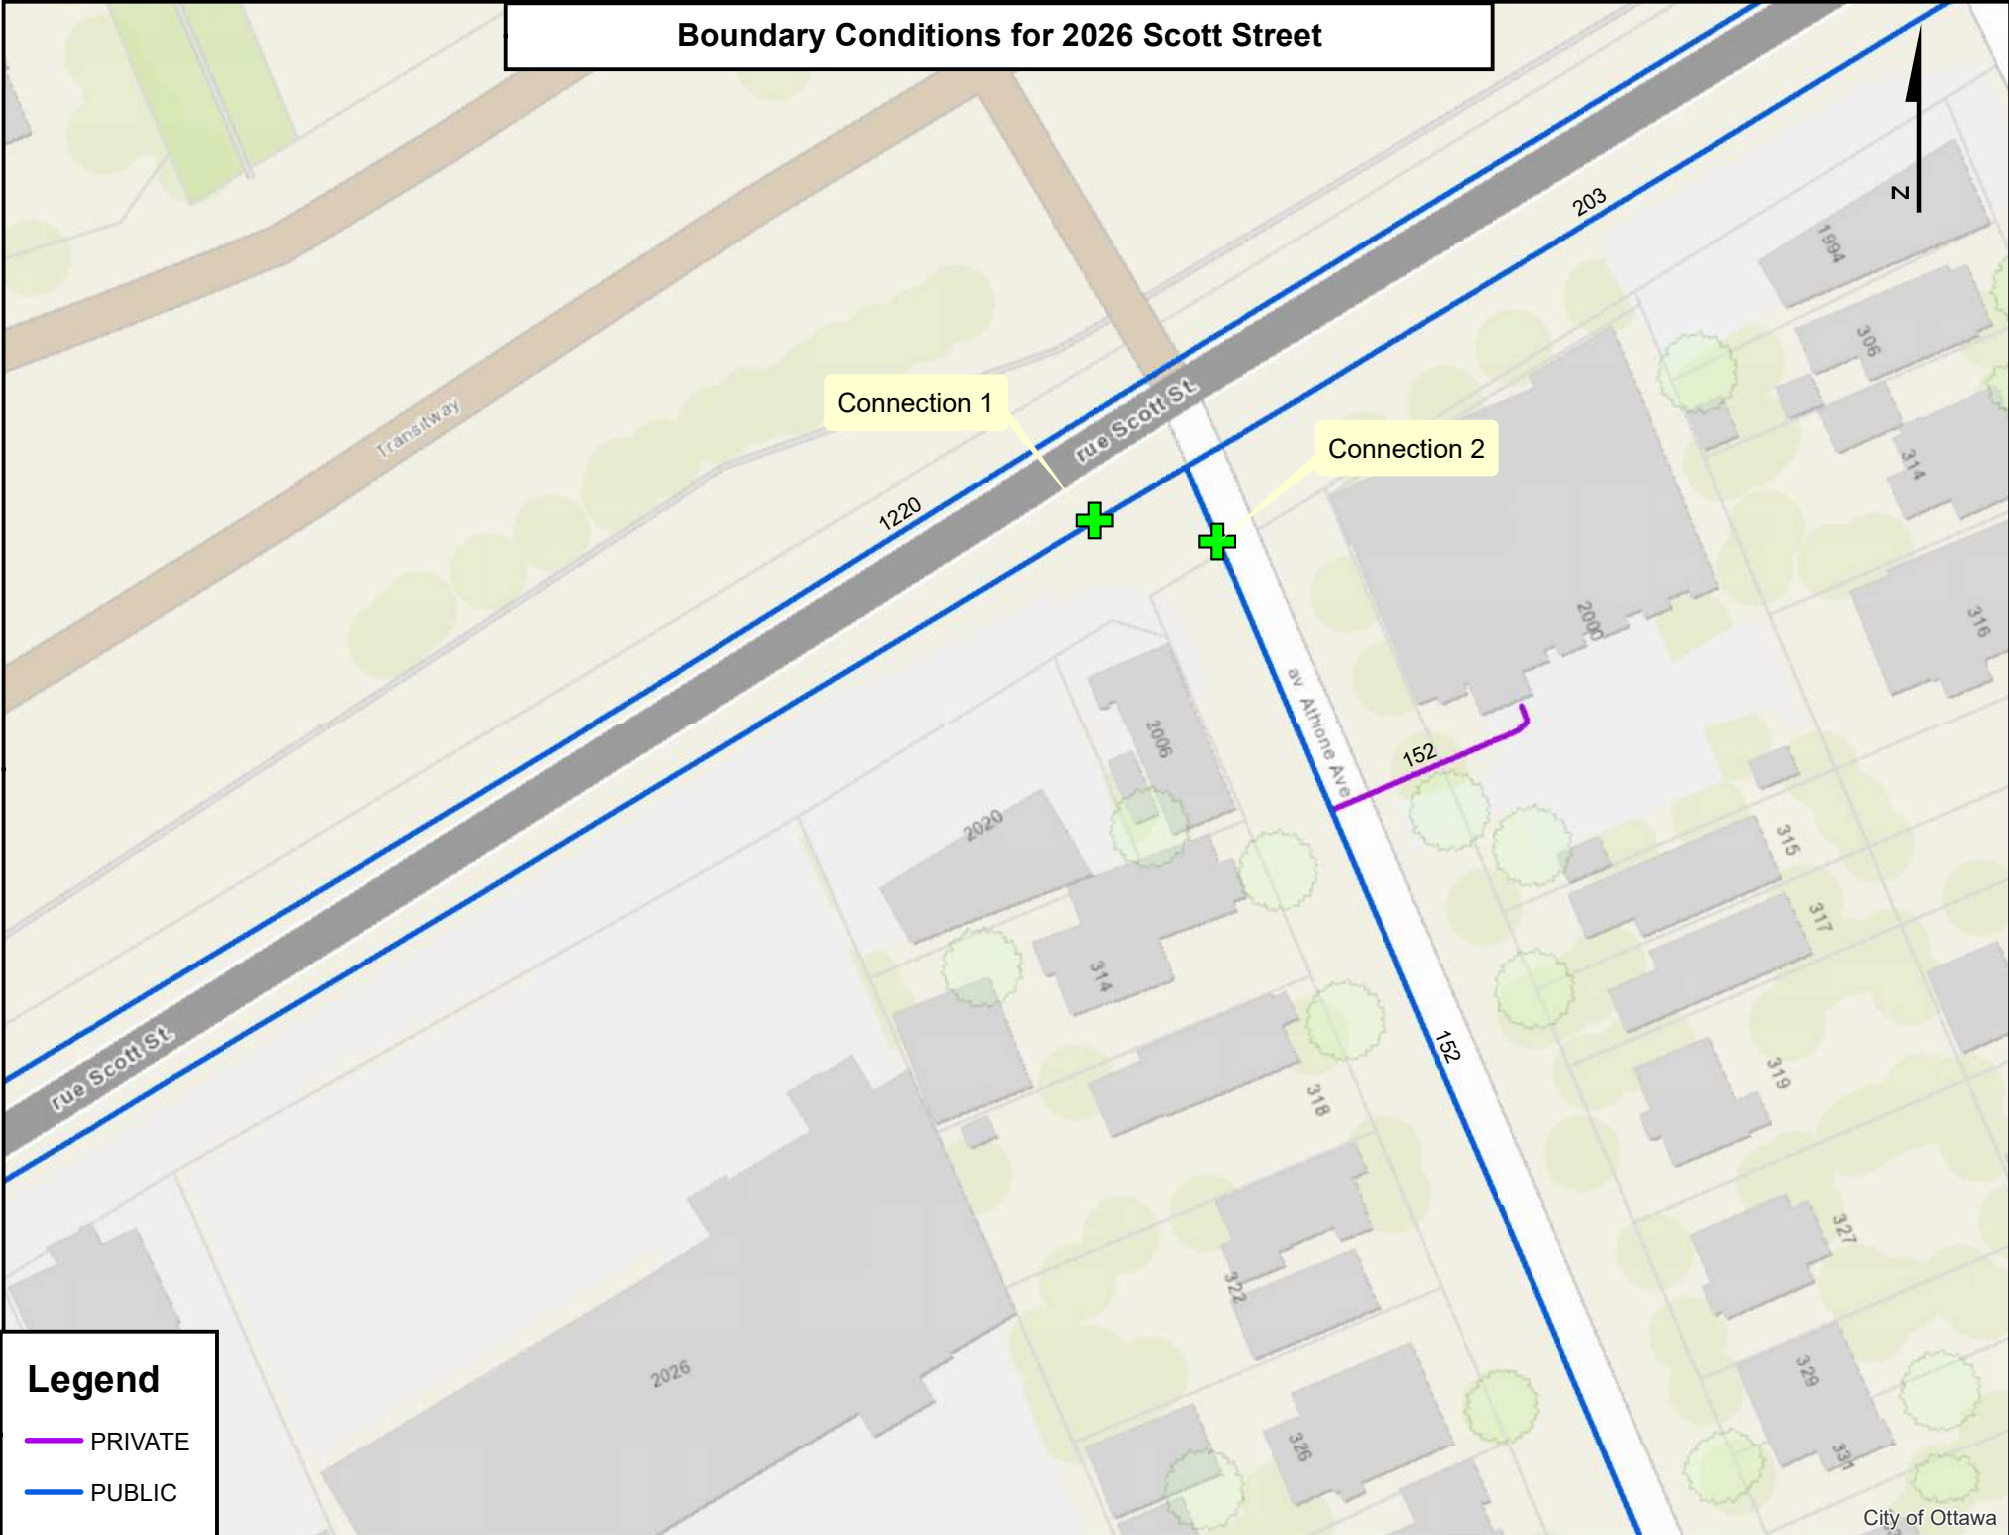 Boundary Conditions for 2026 Scott Street
N
203
1994
306
Transitway
Connection 1
rue Scott St
Connection 2
314
1220
2000
316
av Athlone Ave
2006
152
2020
315
317
314
rue Scott St
152
319
318
327
322
2026
329
326
331
Legend
PRIVATE
PUBLIC
City of Ottawa